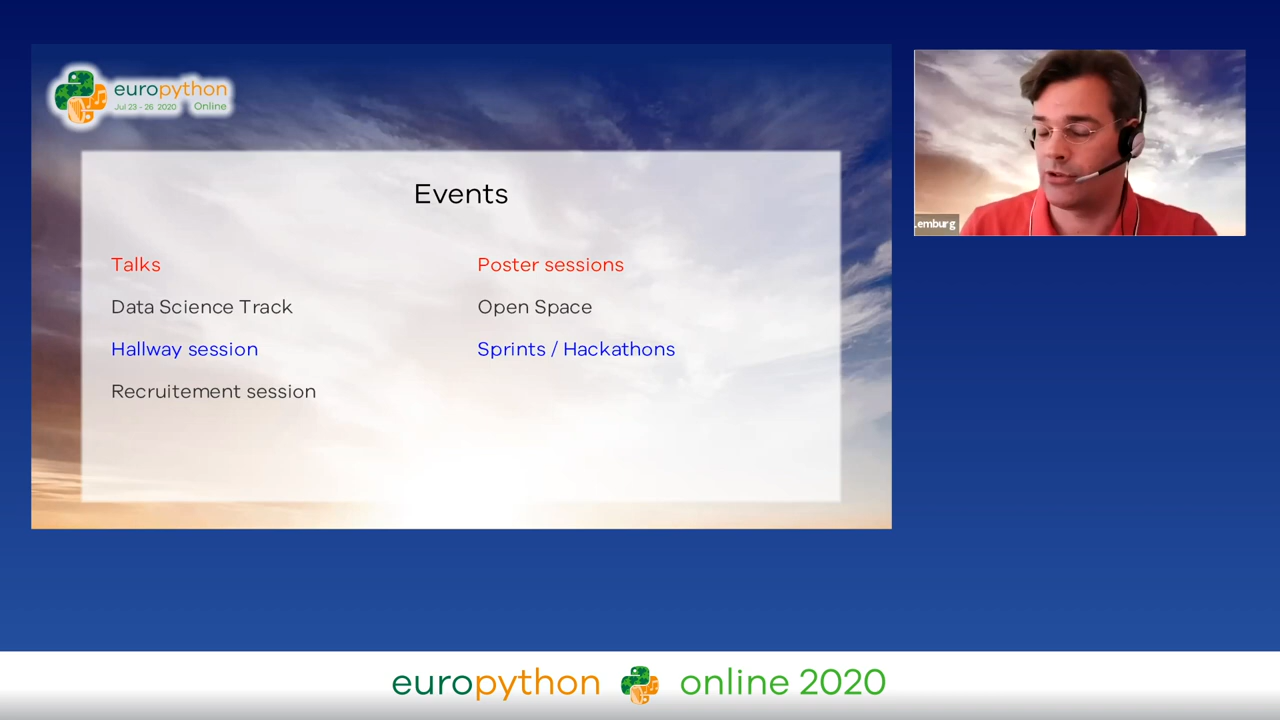 europython
Jul 23 - 26 2020 Online
Events
Talks
Data Science Track
Hallway session
Recruitement session
Poster sessions
Open Space
Sprints / Hackathons
emburg
europython online 2020